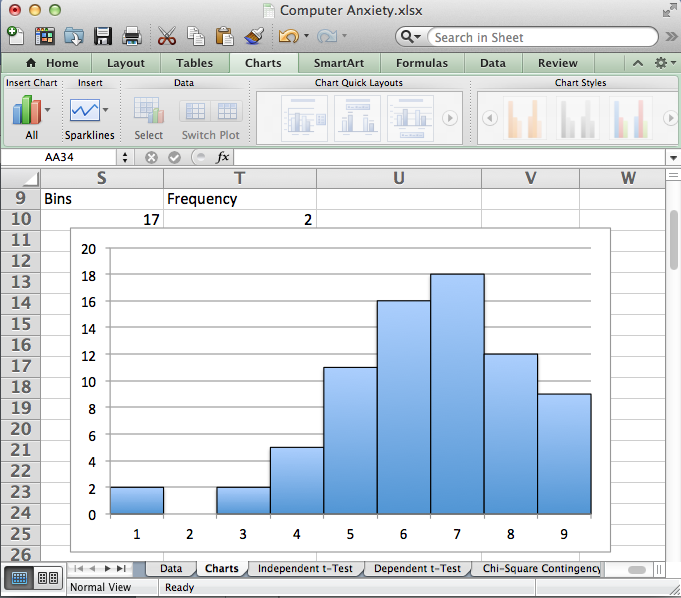 Computer Anxiety.xlsx
Search in Sheet
Home Layout Tables Charts SmartArt Formulas Data Review
Insert Chart Insert Data Chart Quick Layouts Chart Styles
All Sparklines Select Switch Plot
AA34 fx
S T U V W
9 Bins Frequency
10 17 2
11
12
13
14
15
16
17
18
19
20
21
22
23
24
25
26
20
18
16
14
12
10
8
6
4
2
0
1 2 3 4 5 6 7 8 9
Data Charts Independent t-Test Dependent t-Test Chi-Square Contingency
Normal View Ready